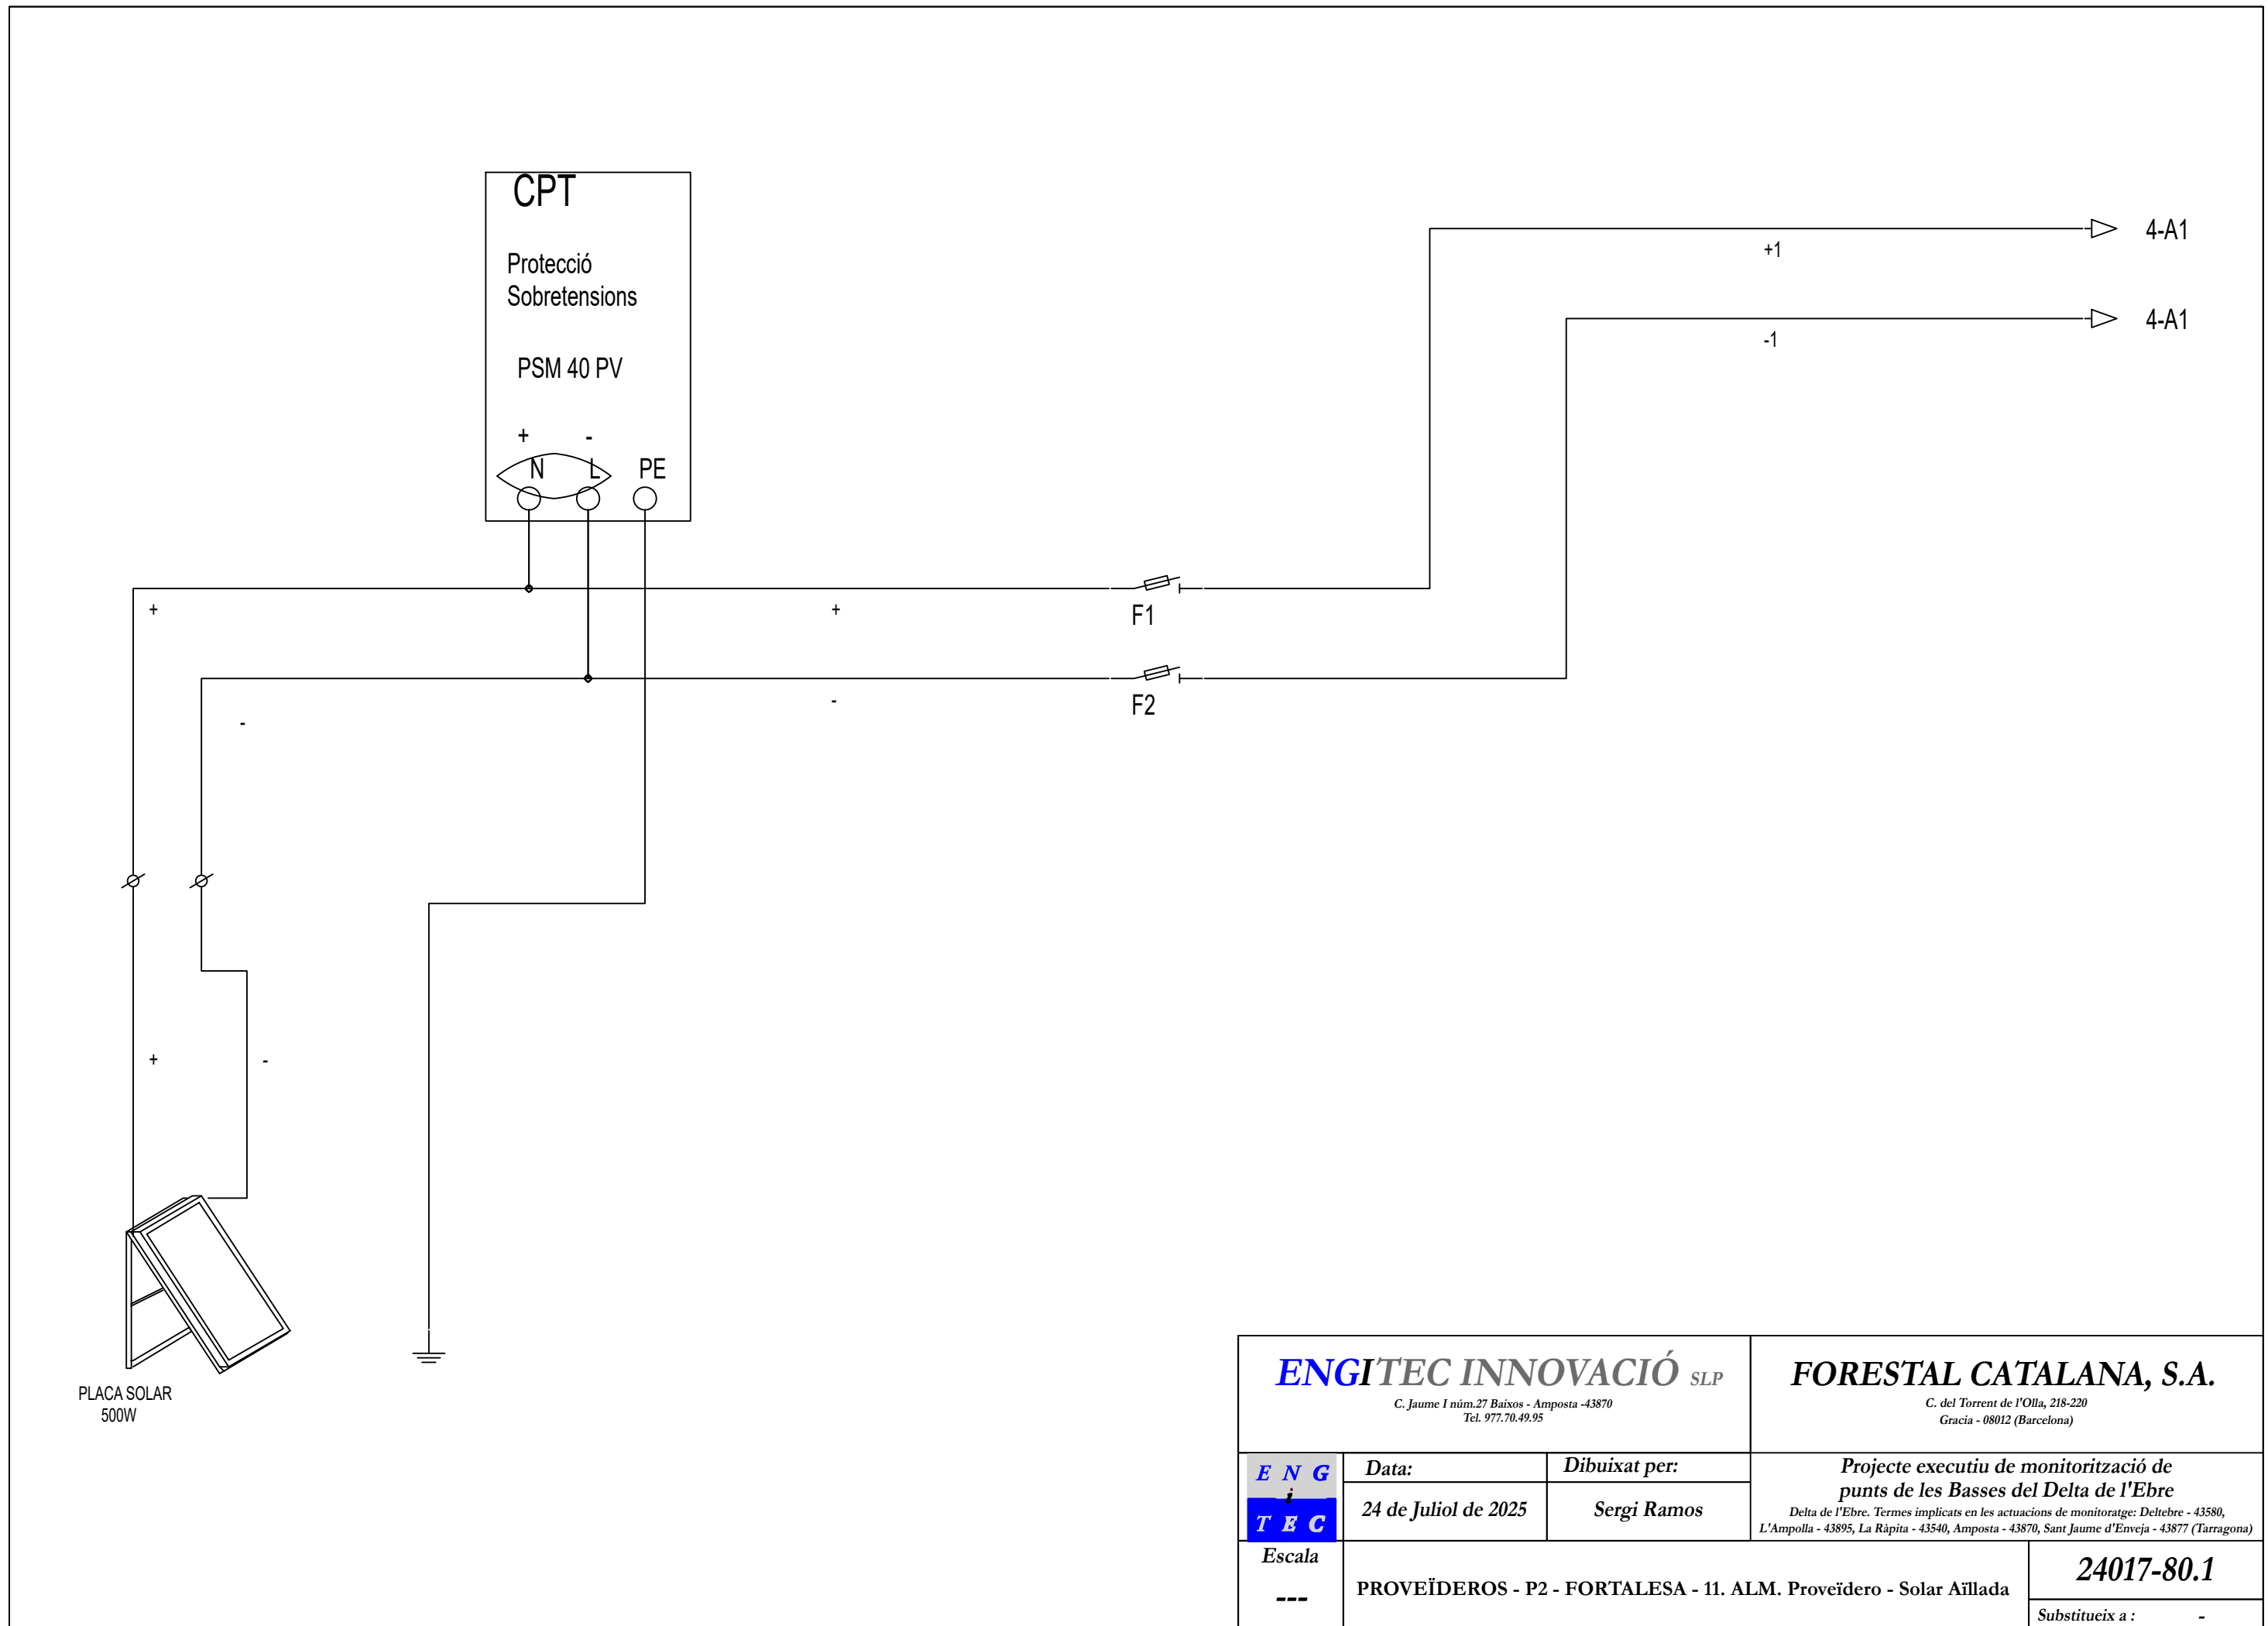 CPT
Protecció
Sobretensions
PSM 40 PV
+ -
N L PE
4-A1
+1
4-A1
-1
+ +
F1
- -
F2
+ -
PLACA SOLAR
500W
ENGITEC INNOVACIÓ SLP
C. Jaume I núm.27 Baixos - Amposta -43870
Tel. 977.70.49.95
FORESTAL CATALANA, S.A.
C. del Torrent de l'Olla, 218-220
Gracia - 08012 (Barcelona)
E N G
i
T E C
Data:
24 de Juliol de 2025
Dibuixat per:
Sergi Ramos
Projecte executiu de monitorització de
punts de les Basses del Delta de l'Ebre
Delta de l'Ebre. Termes implicats en les actuacions de monitoratge: Deltebre - 43580,
L'Ampolla - 43895, La Ràpita - 43540, Amposta - 43870, Sant Jaume d'Enveja - 43877 (Tarragona)
Escala
---
PROVEÏDEROS - P2 - FORTALESA - 11. ALM. Proveïdero - Solar Aïllada
24017-80.1
Substitueix a : -